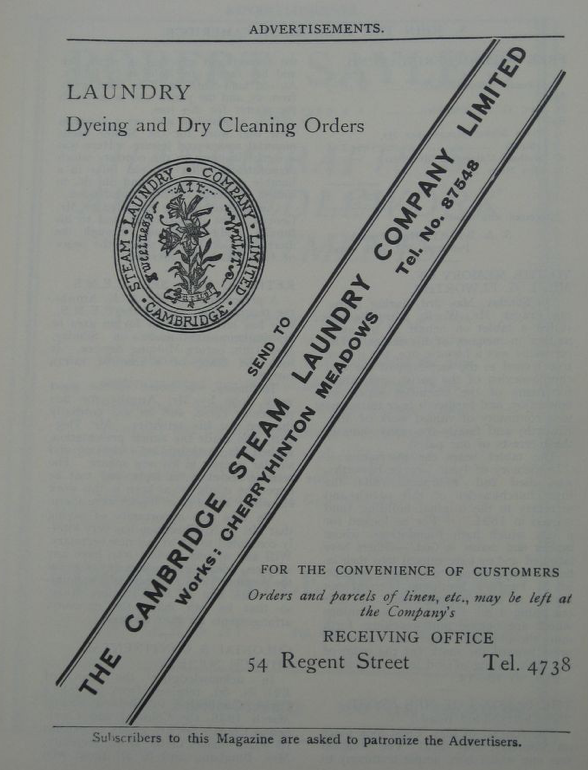 ADVERTISEMENTS.
LAUNDRY
Dyeing and Dry Cleaning Orders
STEAM · LAUNDRY · COMPANY · LIMITED
· CAMBRIDGE ·
Sweetness
Air
Water
SEND TO
THE CAMBRIDGE STEAM LAUNDRY COMPANY LIMITED
Works: CHERRYHINTON MEADOWS Tel. No. 87548
FOR THE CONVENIENCE OF CUSTOMERS
Orders and parcels of linen, etc., may be left at
the Company's
RECEIVING OFFICE
54 Regent Street Tel. 4738
Subscribers to this Magazine are asked to patronize the Advertisers.